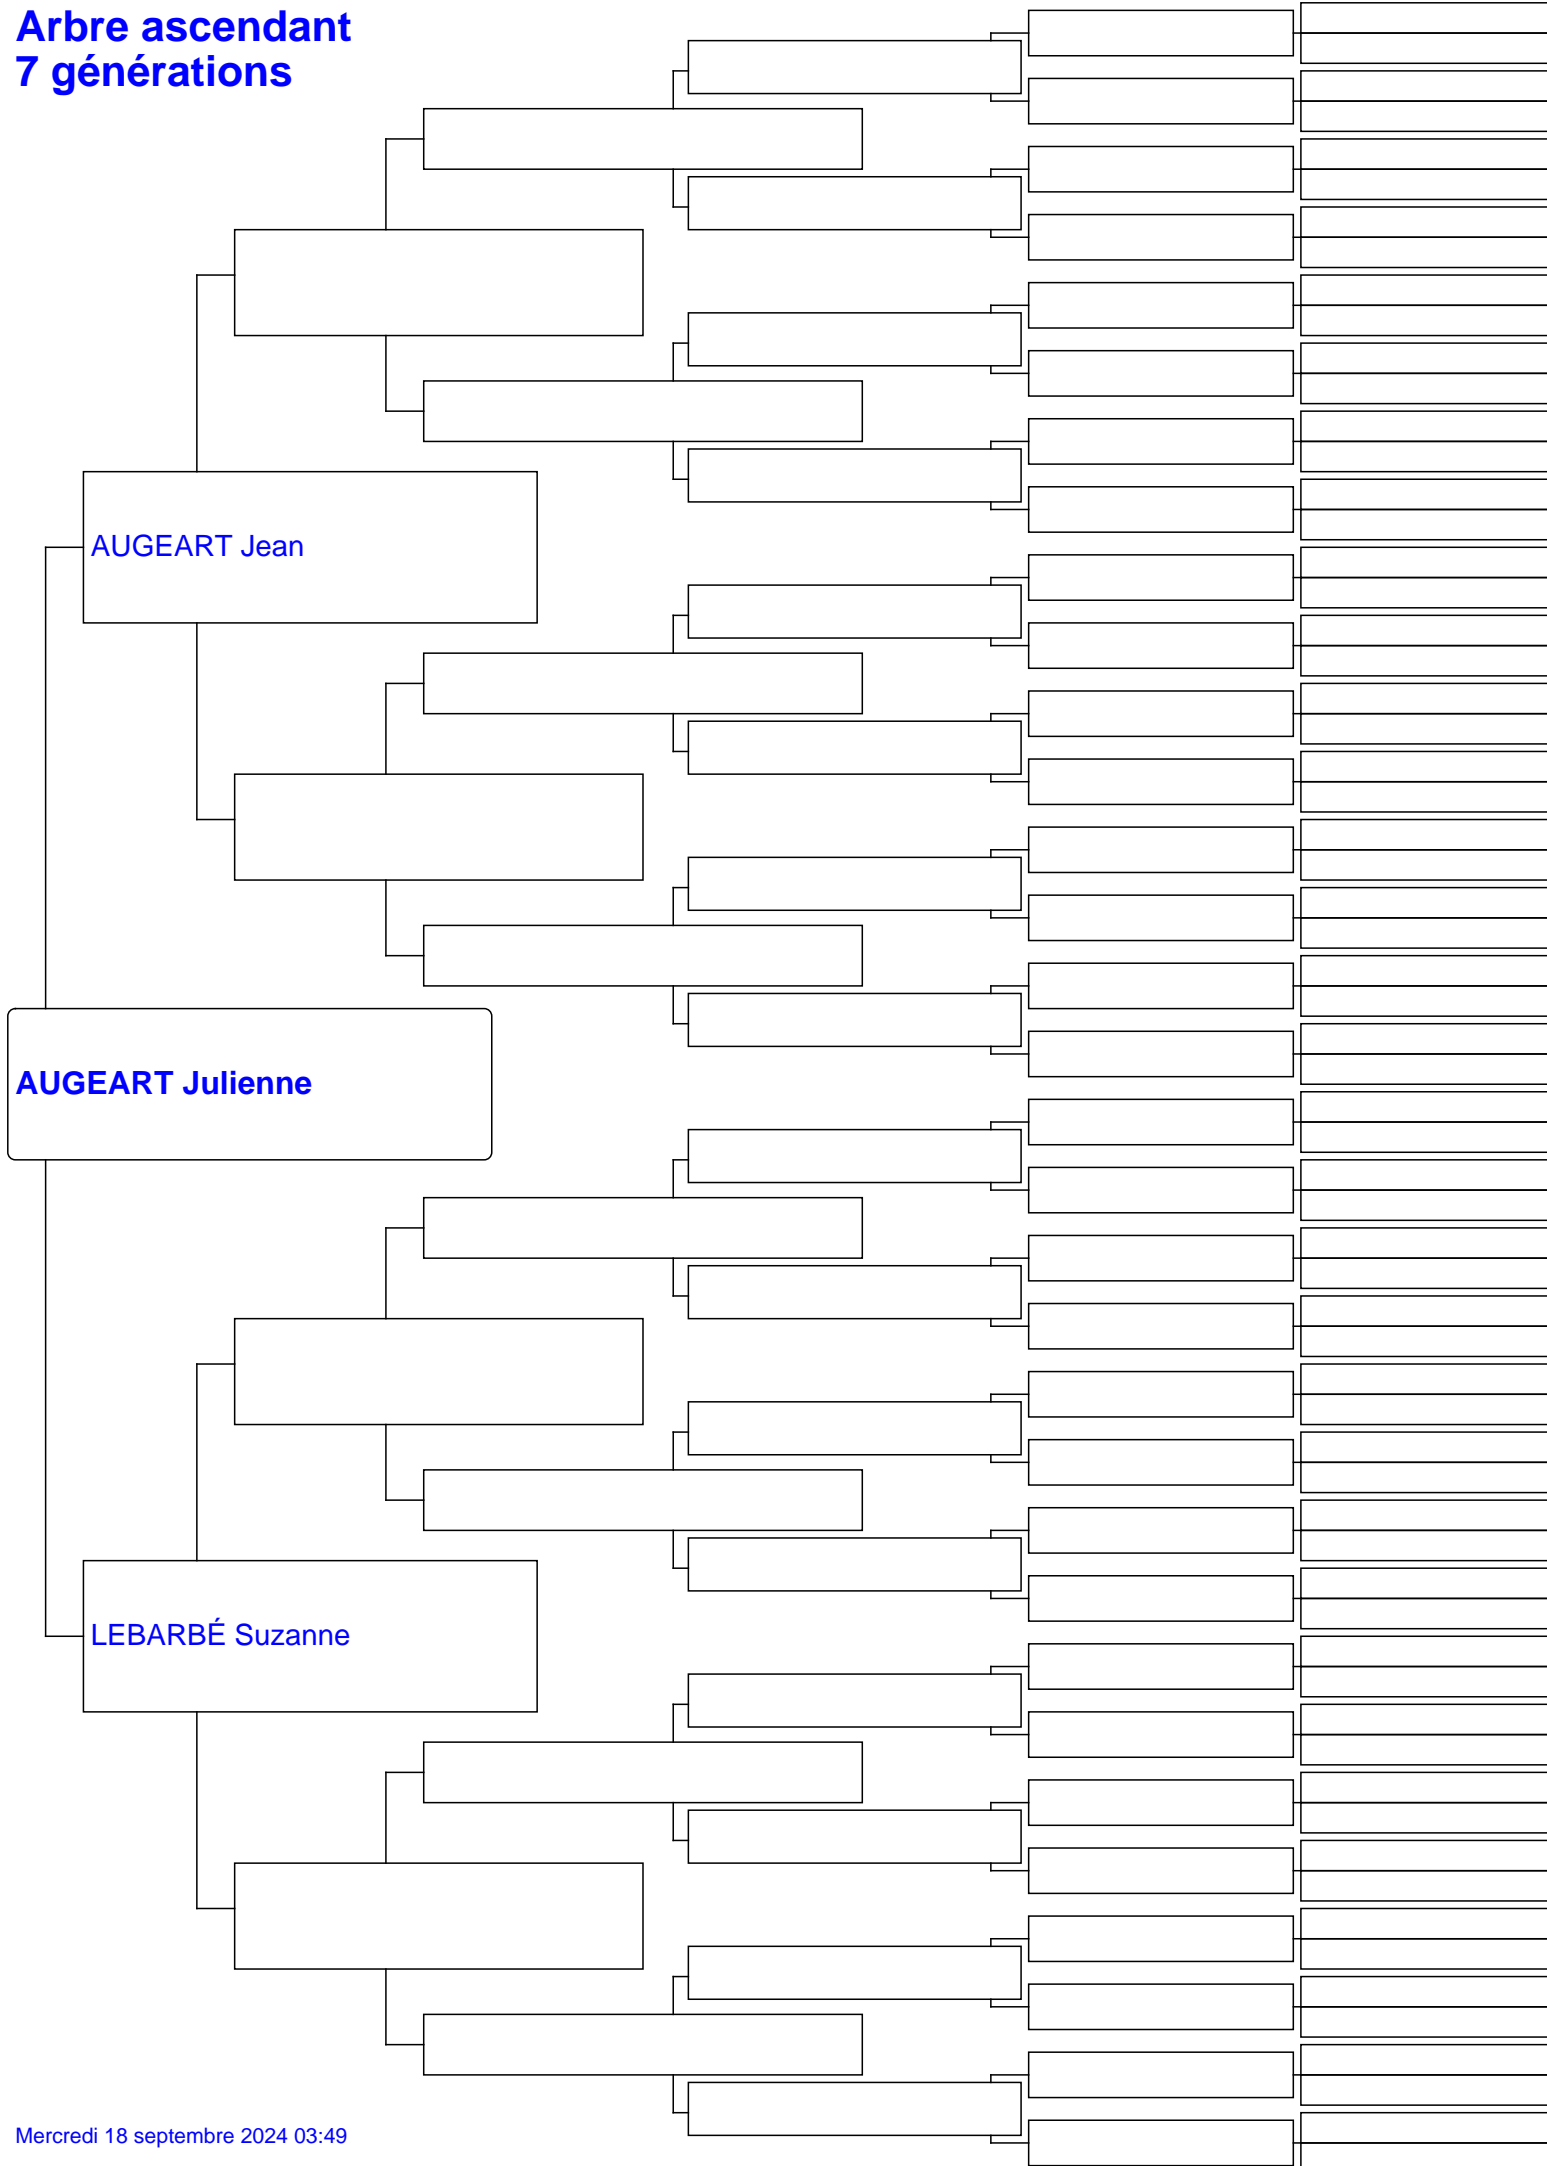 Arbre ascendant
7 générations
AUGEART Jean
AUGEART Julienne
LEBARBÉ Suzanne
Mercredi 18 septembre 2024 03:49